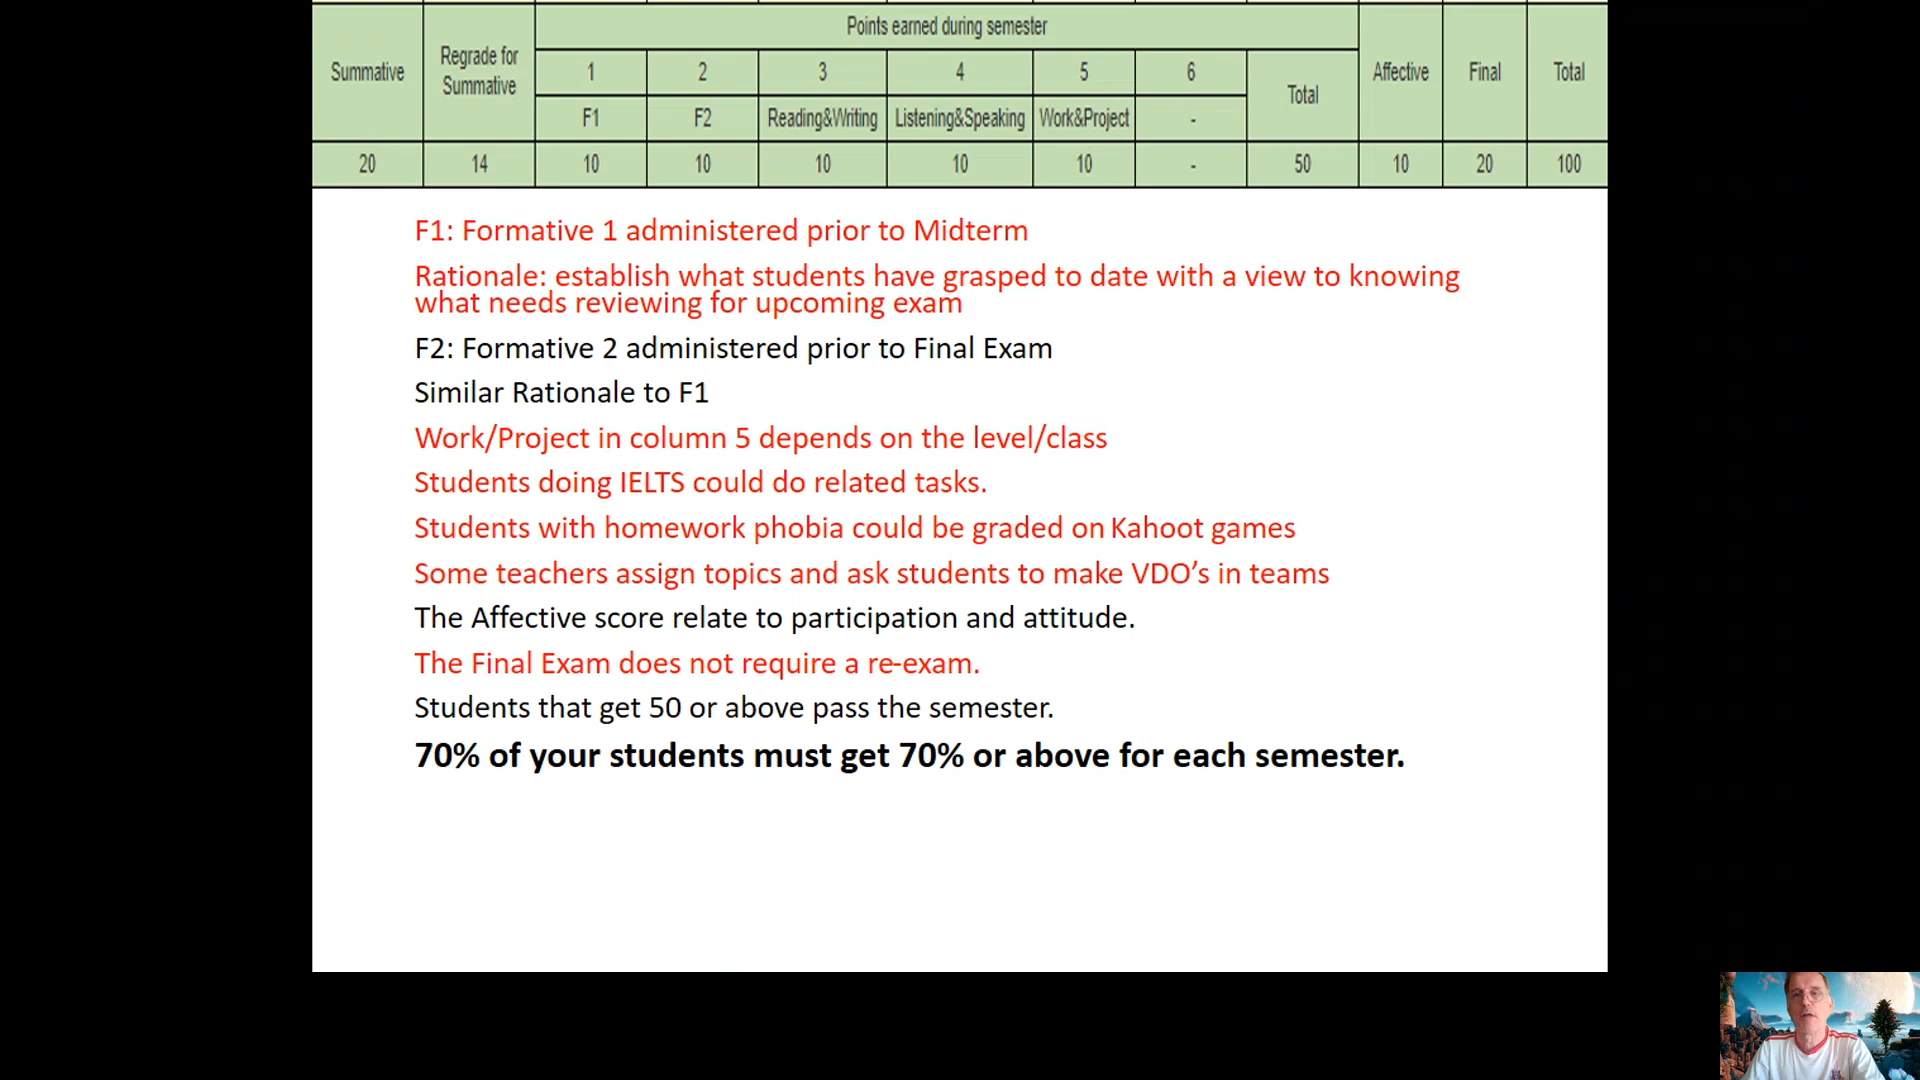 Points earned during semester
Summative Regrade for Summative 1 2 3 4 5 6 Total Affective Final Total
F1 F2 Reading&Writing Listening&Speaking Work&Project -
20 14 10 10 10 10 10 - 50 10 20 100
F1: Formative 1 administered prior to Midterm
Rationale: establish what students have grasped to date with a view to knowing
what needs reviewing for upcoming exam
F2: Formative 2 administered prior to Final Exam
Similar Rationale to F1
Work/Project in column 5 depends on the level/class
Students doing IELTS could do related tasks.
Students with homework phobia could be graded on Kahoot games
Some teachers assign topics and ask students to make VDO’s in teams
The Affective score relate to participation and attitude.
The Final Exam does not require a re-exam.
Students that get 50 or above pass the semester.
70% of your students must get 70% or above for each semester.